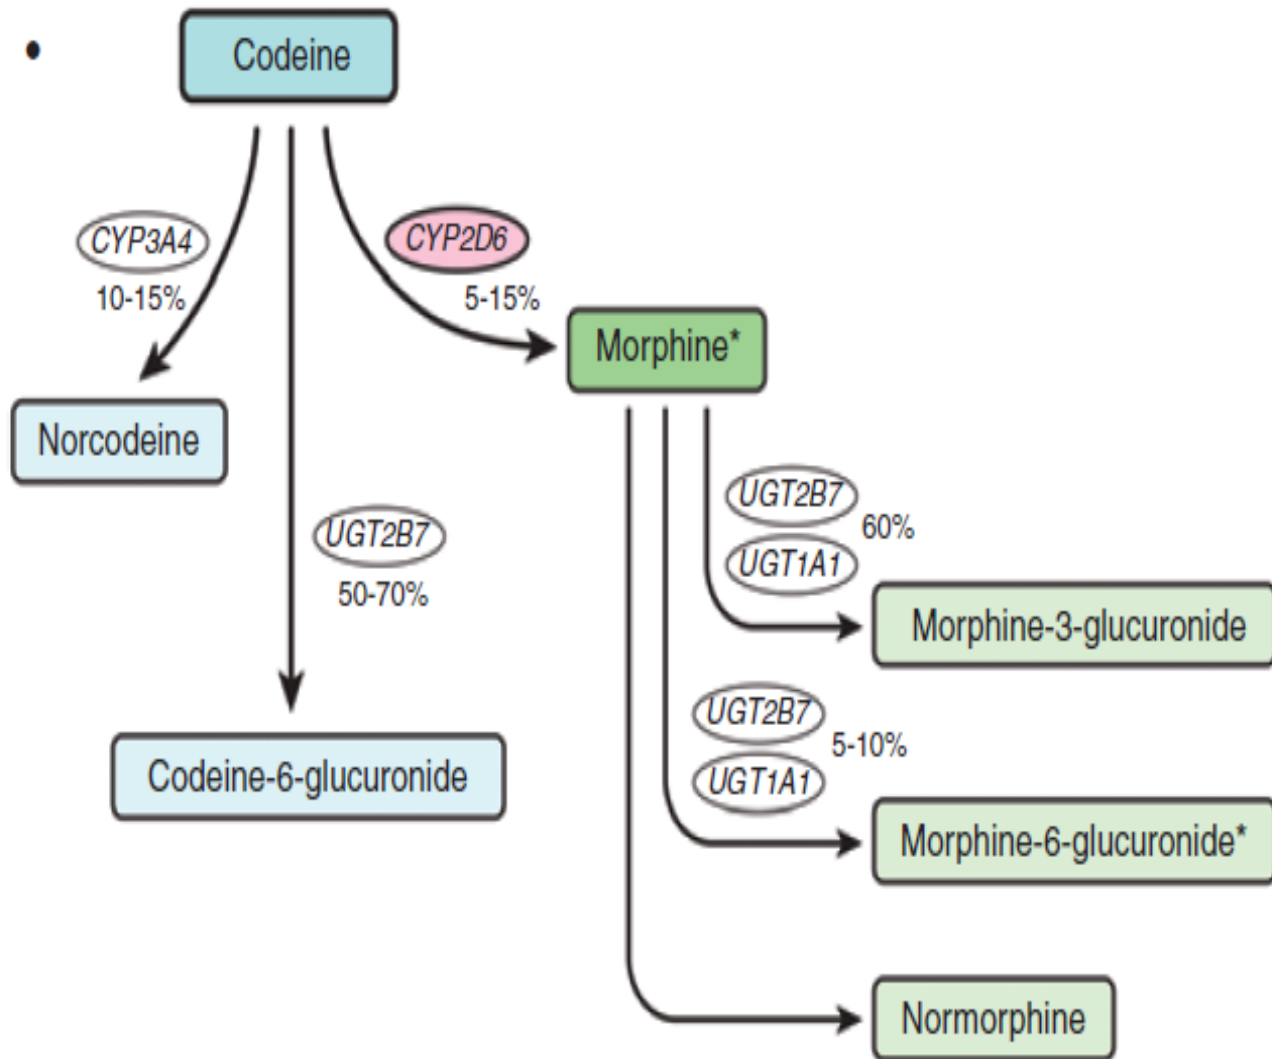 • Codeine
CYP3A4
10-15%
CYP2D6
5-15%
Morphine*
Norcodeine
UGT2B7
50-70%
UGT2B7
60%
UGT1A1
Morphine-3-glucuronide
Codeine-6-glucuronide
UGT2B7
5-10%
UGT1A1
Morphine-6-glucuronide*
Normorphine